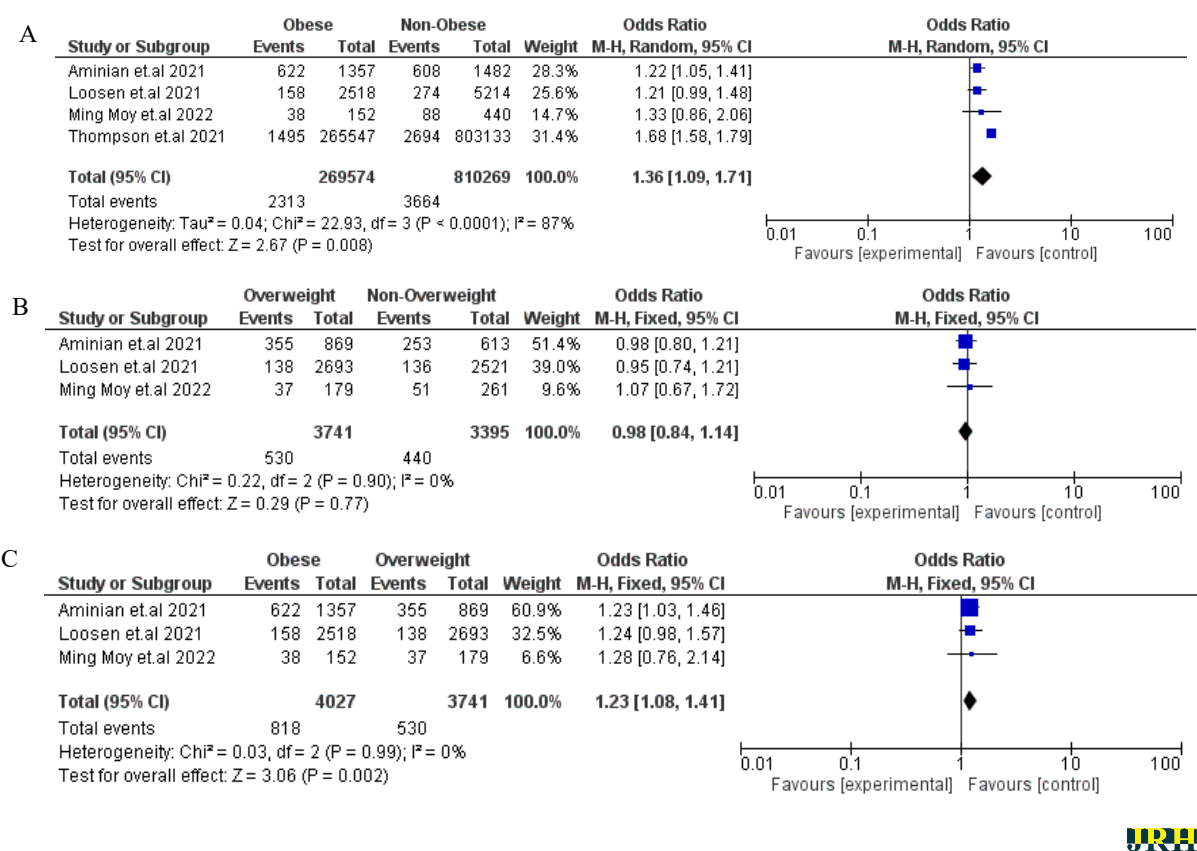 A
Obese Non-Obese Odds Ratio Odds Ratio
Study or Subgroup Events Total Events Total Weight M-H, Random, 95% CI M-H, Random, 95% CI
Aminian et.al 2021 622 1357 608 1482 28.3% 1.22 [1.05, 1.41]
Loosen et.al 2021 158 2518 274 5214 25.6% 1.21 [0.99, 1.48]
Ming Moy et.al 2022 38 152 88 440 14.7% 1.33 [0.86, 2.06]
Thompson et.al 2021 1495 265547 2694 803133 31.4% 1.68 [1.58, 1.79]
Total (95% CI) 269574 810269 100.0% 1.36 [1.09, 1.71]
Total events 2313 3664
Heterogeneity: Tau² = 0.04; Chi² = 22.93, df = 3 (P < 0.0001); I² = 87%
Test for overall effect: Z = 2.67 (P = 0.008)
0.01 0.1 1 10 100
Favours [experimental] Favours [control]
B
Overweight Non-Overweight Odds Ratio Odds Ratio
Study or Subgroup Events Total Events Total Weight M-H, Fixed, 95% CI M-H, Fixed, 95% CI
Aminian et.al 2021 355 869 253 613 51.4% 0.98 [0.80, 1.21]
Loosen et.al 2021 138 2693 136 2521 39.0% 0.95 [0.74, 1.21]
Ming Moy et.al 2022 37 179 51 261 9.6% 1.07 [0.67, 1.72]
Total (95% CI) 3741 3395 100.0% 0.98 [0.84, 1.14]
Total events 530 440
Heterogeneity: Chi² = 0.22, df = 2 (P = 0.90); I² = 0%
Test for overall effect: Z = 0.29 (P = 0.77)
0.01 0.1 1 10 100
Favours [experimental] Favours [control]
C
Obese Overweight Odds Ratio Odds Ratio
Study or Subgroup Events Total Events Total Weight M-H, Fixed, 95% CI M-H, Fixed, 95% CI
Aminian et.al 2021 622 1357 355 869 60.9% 1.23 [1.03, 1.46]
Loosen et.al 2021 158 2518 138 2693 32.5% 1.24 [0.98, 1.57]
Ming Moy et.al 2022 38 152 37 179 6.6% 1.28 [0.76, 2.14]
Total (95% CI) 4027 3741 100.0% 1.23 [1.08, 1.41]
Total events 818 530
Heterogeneity: Chi² = 0.03, df = 2 (P = 0.99); I² = 0%
Test for overall effect: Z = 3.06 (P = 0.002)
0.01 0.1 1 10 100
Favours [experimental] Favours [control]
JRH